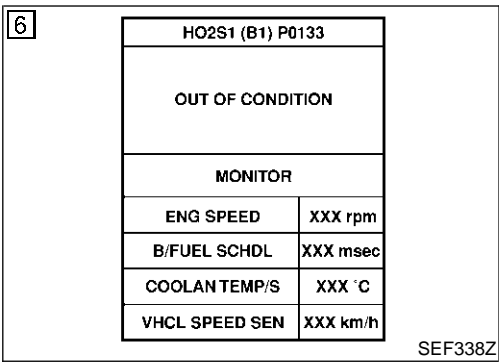 6
HO2S1 (B1) P0133
OUT OF CONDITION
MONITOR
ENG SPEED XXX rpm
B/FUEL SCHDL XXX msec
COOLAN TEMP/S XXX °C
VHCL SPEED SEN XXX km/h
SEF338Z